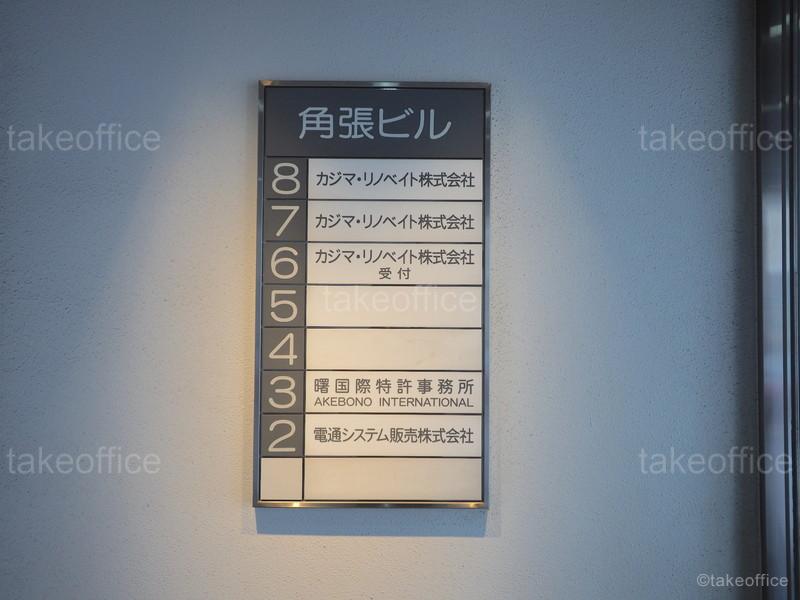 takeoffice
takeoffice
角張ビル
8 カジマ・リノベイト株式会社
7 カジマ・リノベイト株式会社
6 カジマ・リノベイト株式会社
受付
5
takeoffice
4
3 曙国際特許事務所
AKEBONO INTERNATIONAL
2 電通システム販売株式会社
takeoffice
takeoffice
©takeoffice